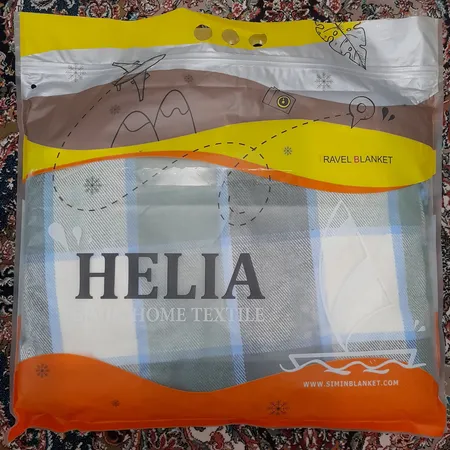 TRAVEL BLANKET
HELIA
HOME TEXTILE
WWW.SIMINBLANKET.COM